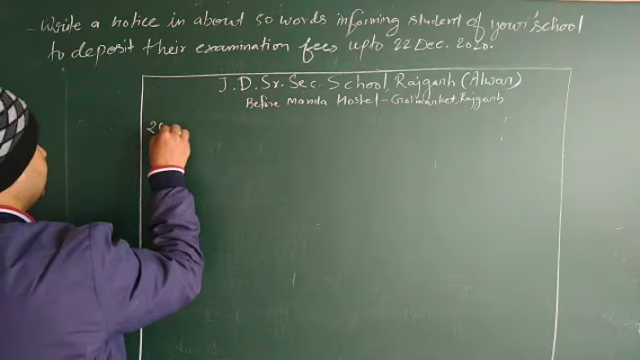 Write a notice in about 50 words informing student of your school
to deposit their examination fees upto 22 Dec. 2020.
J. D. Sr. Sec. School, Rajgarh (Alwar)
Before Manda Hostel - Golmarket, Rajgarh